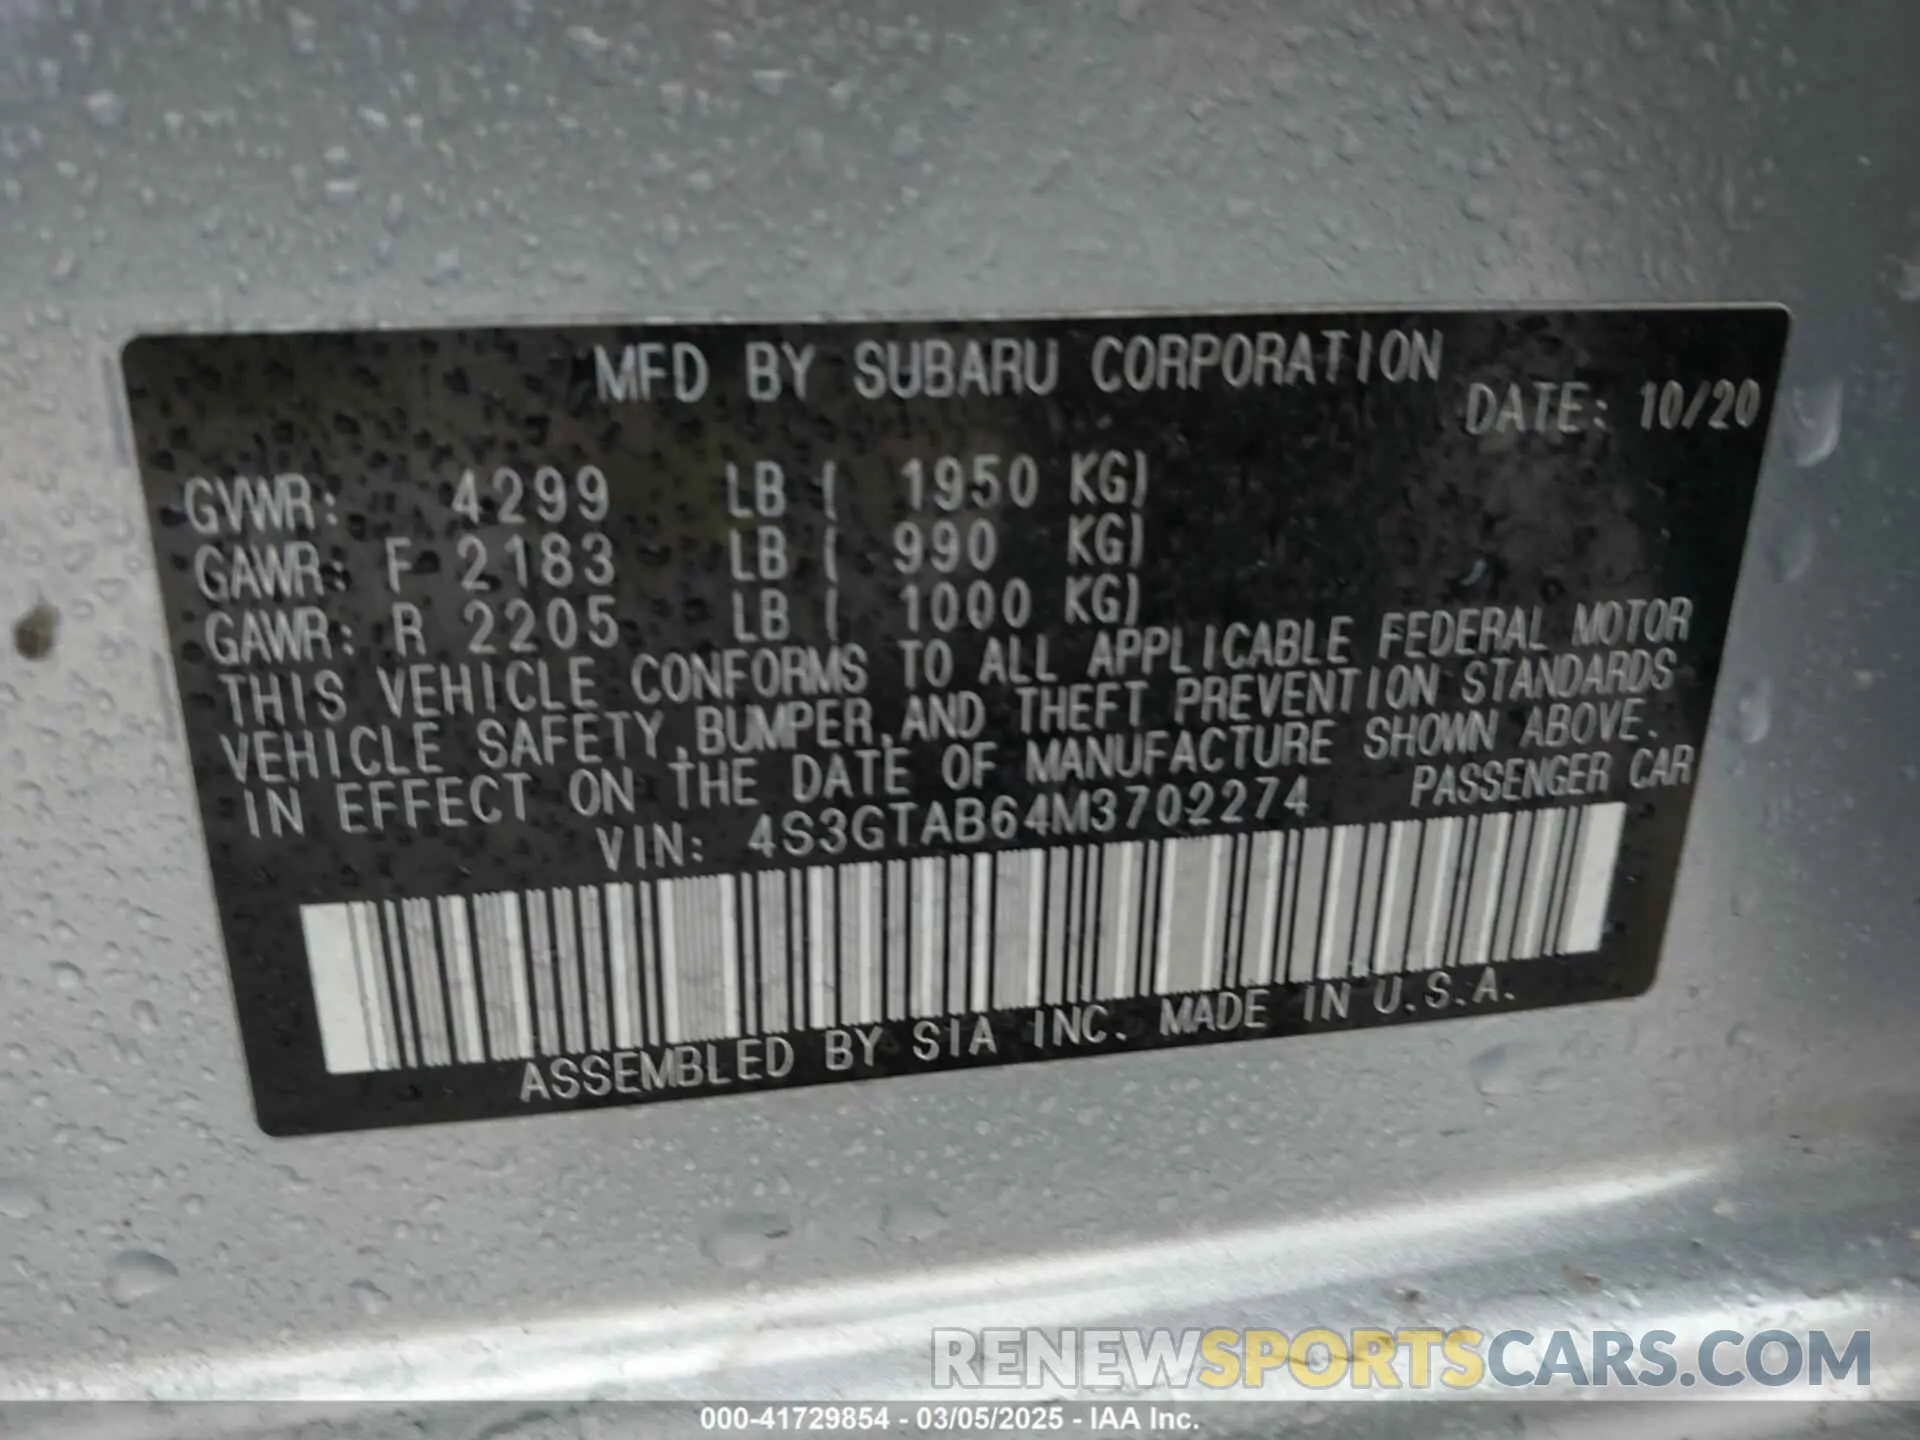 MFD BY SUBARU CORPORATION
DATE: 10/20
GVWR: 4299 LB ( 1950 KG)
GAWR: F 2183 LB ( 990 KG)
GAWR: R 2205 LB ( 1000 KG)
THIS VEHICLE CONFORMS TO ALL APPLICABLE FEDERAL MOTOR
VEHICLE SAFETY,BUMPER,AND THEFT PREVENTION STANDARDS
IN EFFECT ON THE DATE OF MANUFACTURE SHOWN ABOVE.
VIN: 4S3GTAB64M3702274 PASSENGER CAR
ASSEMBLED BY SIA INC. MADE IN U.S.A.
RENEWSPORTSCARS.COM
000-41729854 - 03/05/2025 - IAA Inc.